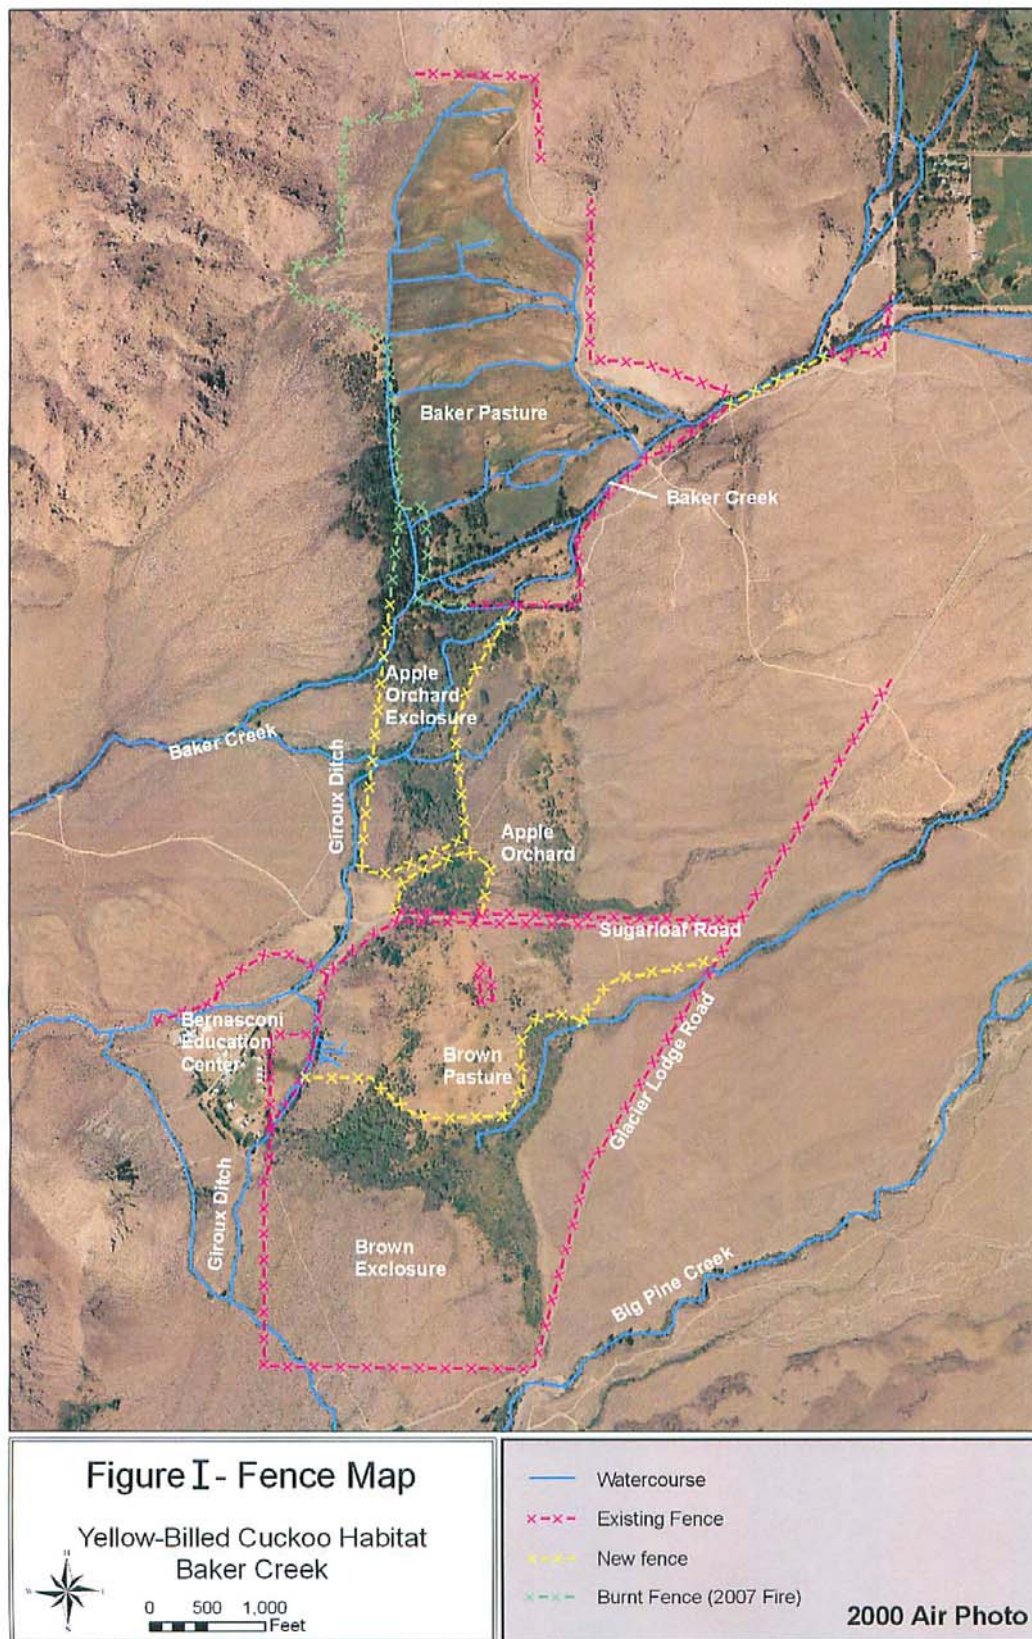 Baker Pasture
Baker Creek
Apple
Orchard
Exclosure
Baker Creek
Giroux Ditch
Apple
Orchard
Sugarloaf Road
Bernasconi
Education
Center
Brown
Pasture
Glacier Lodge Road
Giroux Ditch
Brown
Exclosure
Big Pine Creek
Figure I - Fence Map
Yellow-Billed Cuckoo Habitat
Baker Creek
N
W
E
S
0 500 1,000
Feet
Watercourse
Existing Fence
New fence
Burnt Fence (2007 Fire)
2000 Air Photo